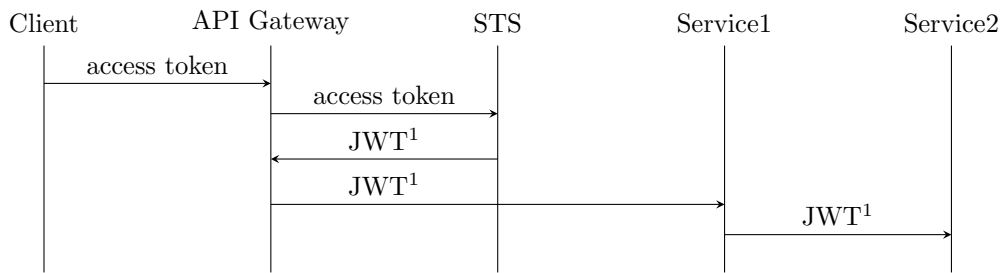 Client API Gateway STS Service1 Service2
access token
access token
JWT¹
JWT¹
JWT¹